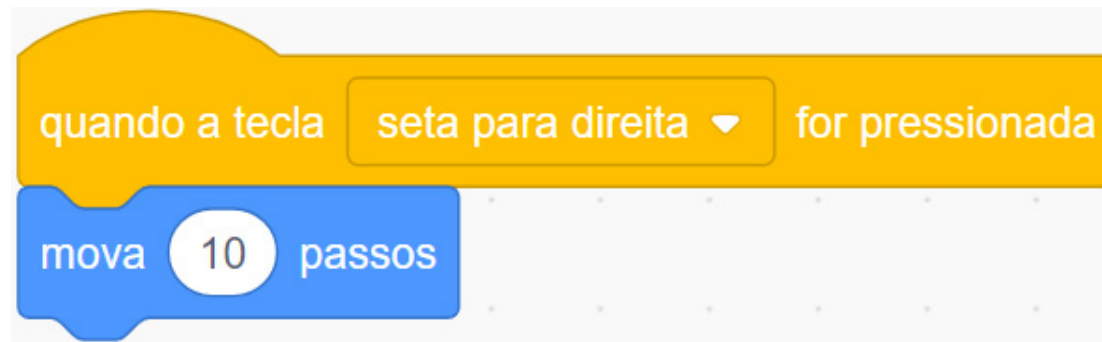 quando a tecla seta para direita for pressionada
mova 10 passos